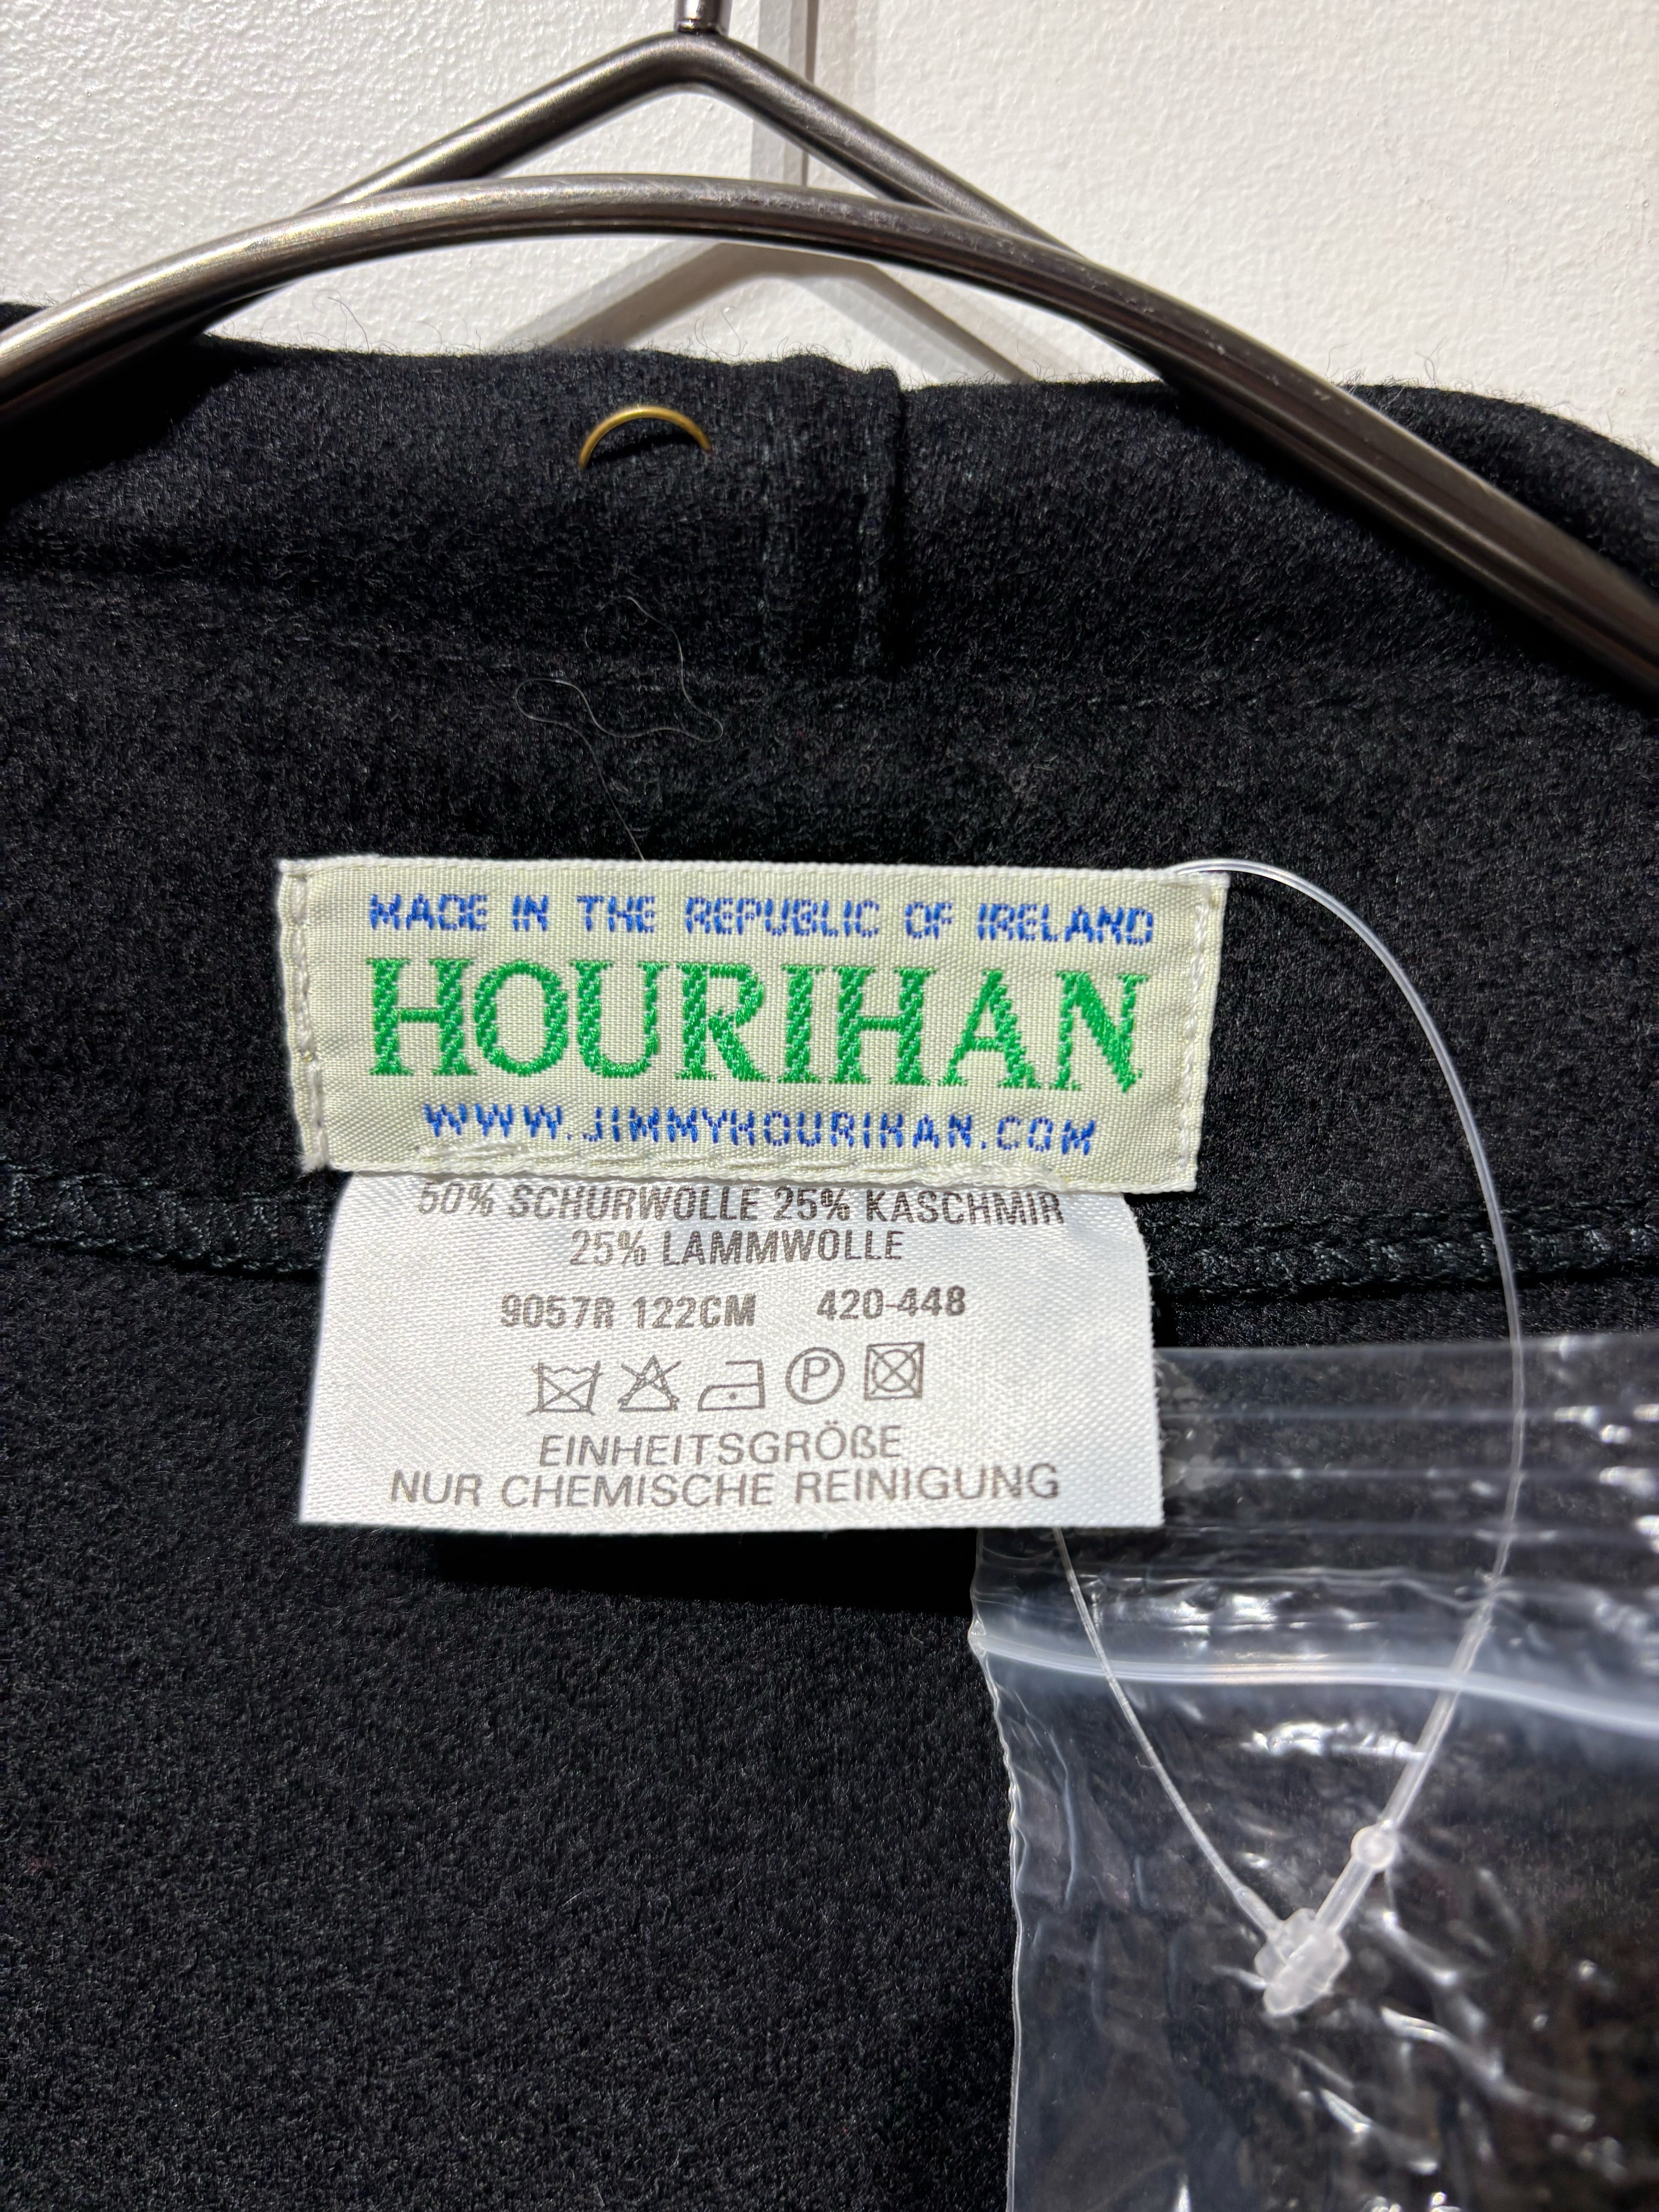 MADE IN THE REPUBLIC OF IRELAND
HOURIHAN
WWW.JIMMYHOURIHAN.COM
50% SCHURWOLLE 25% KASCHMIR
25% LAMMWOLLE
9057R 122CM 420-448
P
EINHEITSGRÖßE
NUR CHEMISCHE REINIGUNG